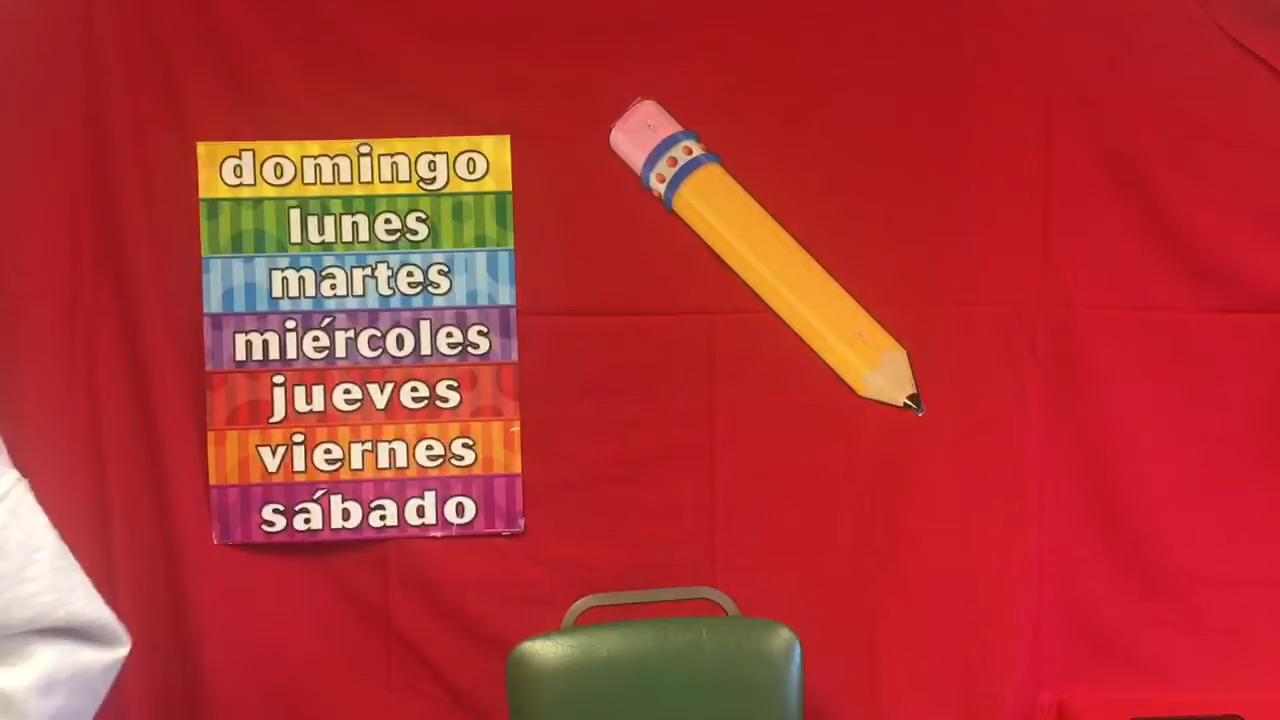 domingo
lunes
martes
miércoles
jueves
viernes
sábado